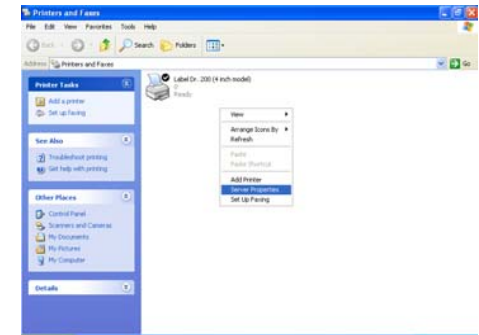 Printers and Faxes
File Edit View Favorites Tools Help
Back Search Folders
Address Printers and Faxes Go
Printer Tasks
Add a printer
Set up faxing
See Also
Troubleshoot printing
Get help with printing
Other Places
Control Panel
Scanners and Cameras
My Documents
My Pictures
My Computer
Details
Label Dr. 200 (4 inch model)
0
Ready
View
Arrange Icons By
Refresh
Paste
Paste Shortcut
Add Printer
Server Properties
Set Up Faxing